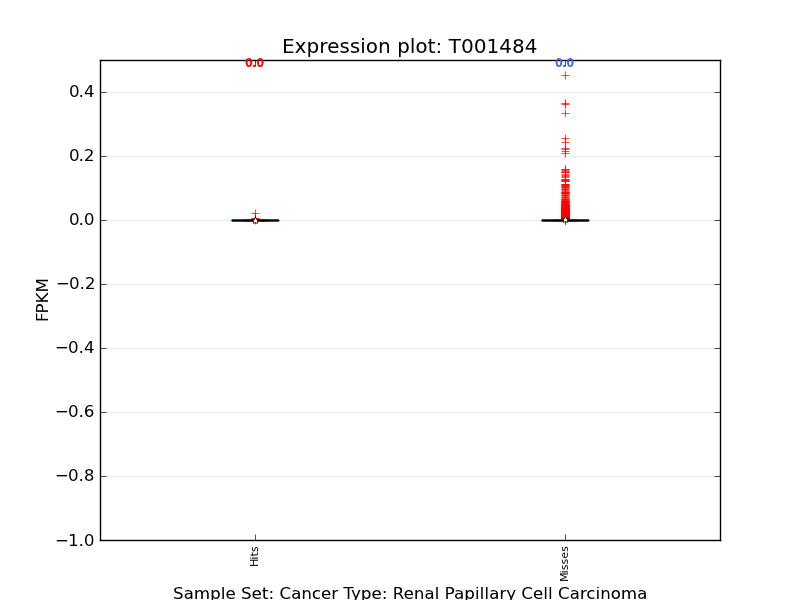 Expression plot: T001484
0.0 0.0
0.4
0.2
0.0
−0.2
−0.4
−0.6
−0.8
−1.0
FPKM
Hits
Misses
Sample Set: Cancer Type: Renal Papillary Cell Carcinoma